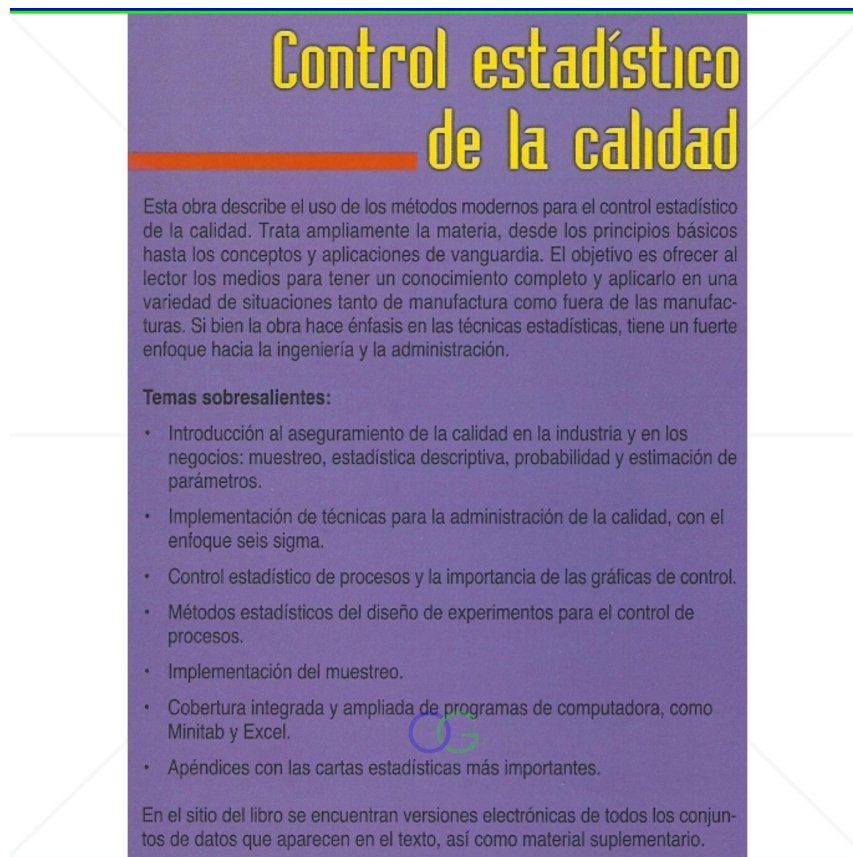 Control estadístico
de la calidad
Esta obra describe el uso de los métodos modernos para el control estadístico
de la calidad. Trata ampliamente la materia, desde los principios básicos
hasta los conceptos y aplicaciones de vanguardia. El objetivo es ofrecer al
lector los medios para tener un conocimiento completo y aplicarlo en una
variedad de situaciones tanto de manufactura como fuera de las manufac-
turas. Si bien la obra hace énfasis en las técnicas estadísticas, tiene un fuerte
enfoque hacia la ingeniería y la administración.
Temas sobresalientes:
• Introducción al aseguramiento de la calidad en la industria y en los
negocios: muestreo, estadística descriptiva, probabilidad y estimación de
parámetros.
• Implementación de técnicas para la administración de la calidad, con el
enfoque seis sigma.
• Control estadístico de procesos y la importancia de las gráficas de control.
• Métodos estadísticos del diseño de experimentos para el control de
procesos.
• Implementación del muestreo.
• Cobertura integrada y ampliada de programas de computadora, como
Minitab y Excel.
OG
• Apéndices con las cartas estadísticas más importantes.
En el sitio del libro se encuentran versiones electrónicas de todos los conjun-
tos de datos que aparecen en el texto, así como material suplementario.